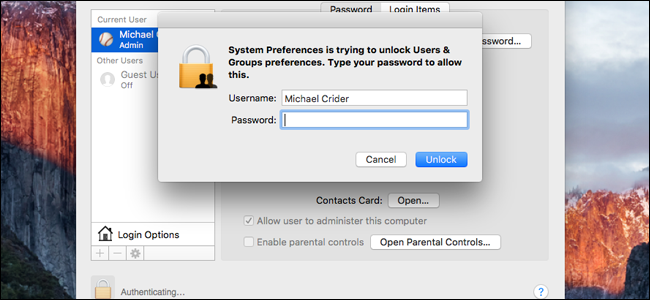 Current User
Michael C
Admin
Other Users
Guest Us
Off
Login Options
Password
Login Items
ssword...
System Preferences is trying to unlock Users &
Groups preferences. Type your password to allow
this.
Username: Michael Crider
Password:
Cancel
Unlock
Contacts Card: Open...
Allow user to administer this computer
Enable parental controls
Open Parental Controls...
Authenticating...
?